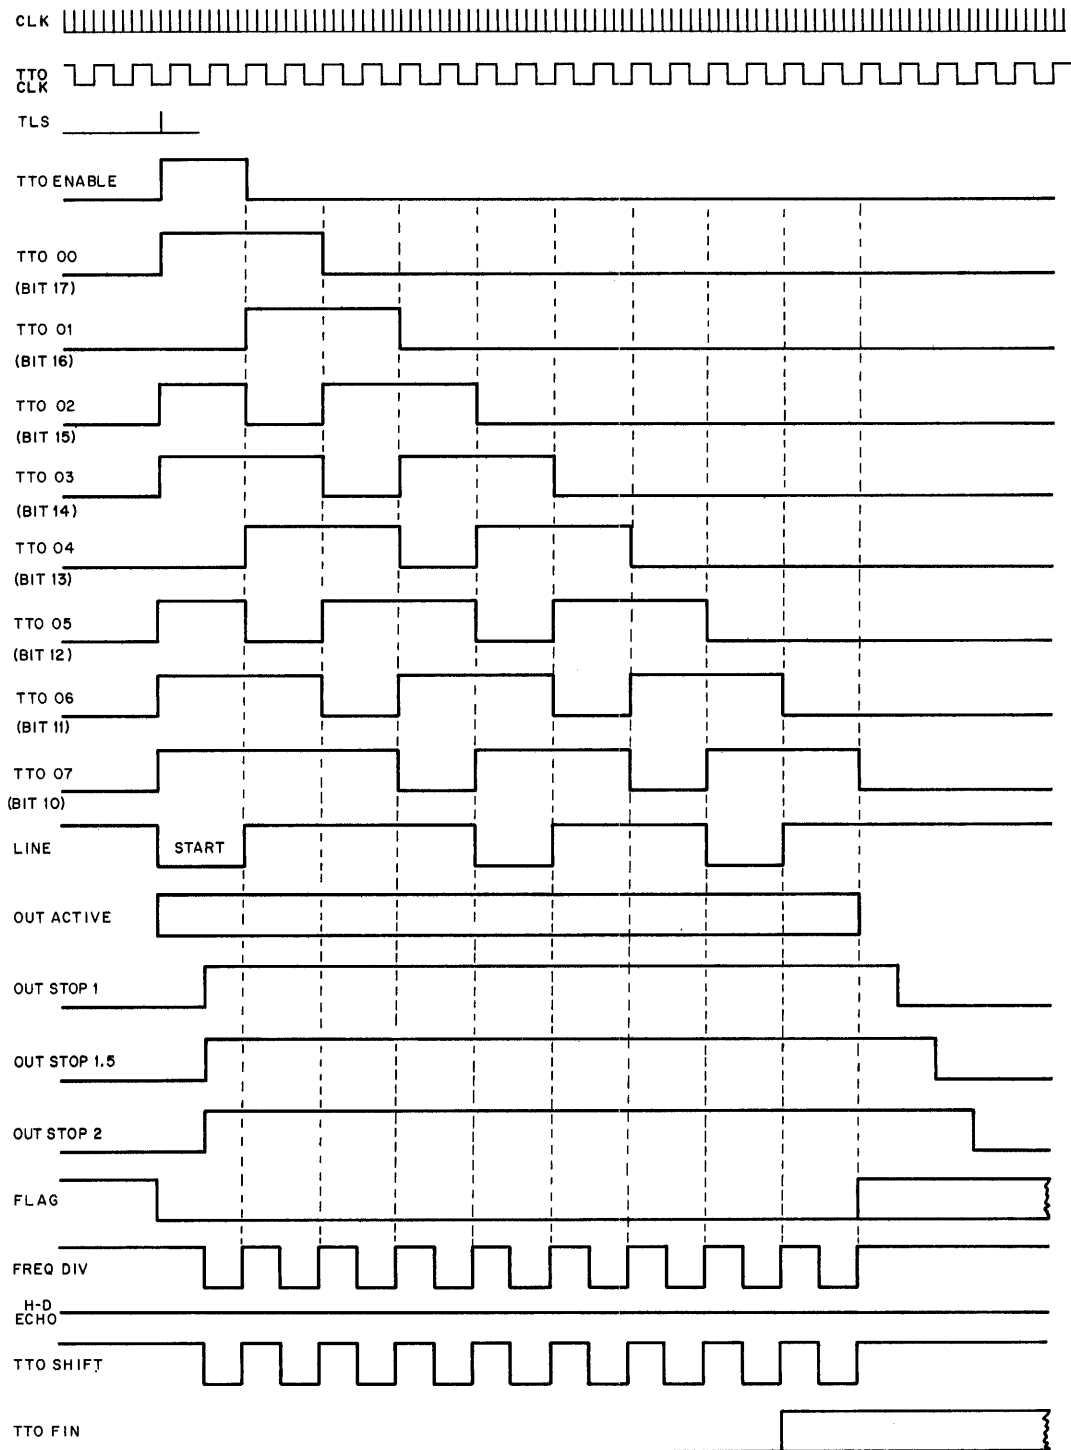 CLK
TTO
CLK
TLS
TTO ENABLE
TTO 00
(BIT 17)
TTO 01
(BIT 16)
TTO 02
(BIT 15)
TTO 03
(BIT 14)
TTO 04
(BIT 13)
TTO 05
(BIT 12)
TTO 06
(BIT 11)
TTO 07
(BIT 10)
LINE START
OUT ACTIVE
OUT STOP 1
OUT STOP 1.5
OUT STOP 2
FLAG
FREQ DIV
H-D
ECHO
TTO SHIFT
TTO FIN